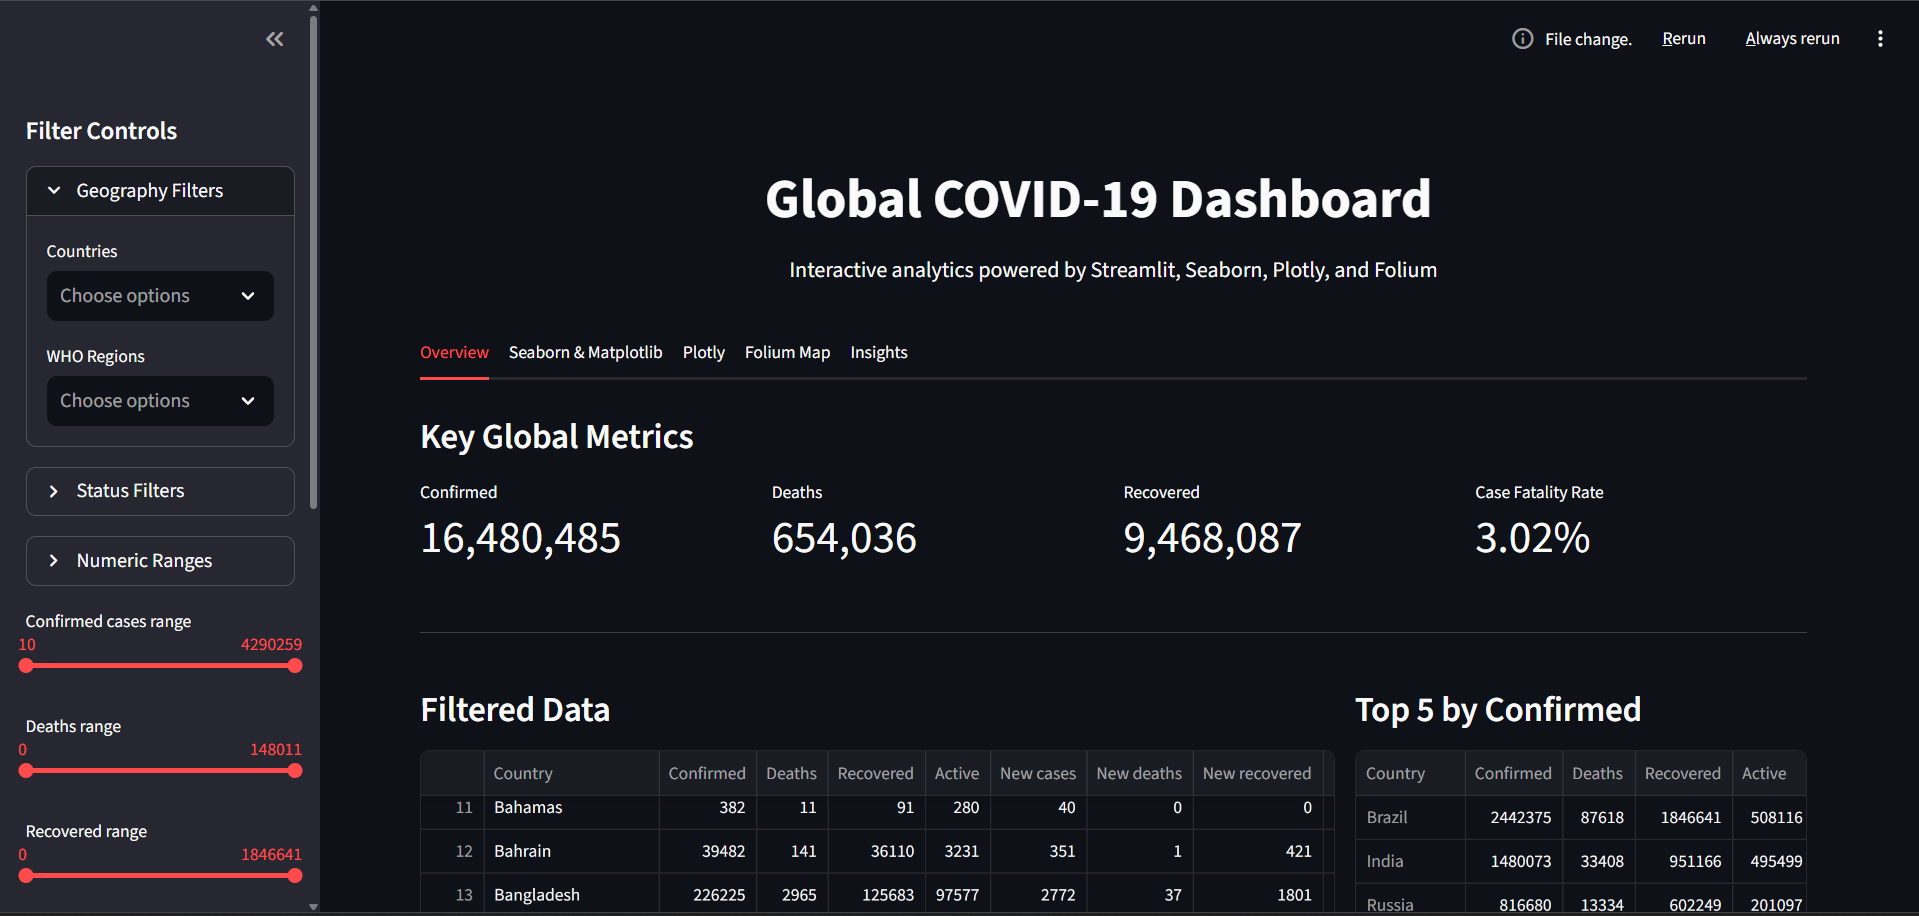 File change. Rerun Always rerun
Filter Controls
Geography Filters
Countries
Choose options
WHO Regions
Choose options
Status Filters
Numeric Ranges
Confirmed cases range
10 4290259
Deaths range
0 148011
Recovered range
0 1846641
Global COVID-19 Dashboard
Interactive analytics powered by Streamlit, Seaborn, Plotly, and Folium
Overview Seaborn & Matplotlib Plotly Folium Map Insights
Key Global Metrics
Confirmed Deaths Recovered Case Fatality Rate
16,480,485 654,036 9,468,087 3.02%
Filtered Data
Country Confirmed Deaths Recovered Active New cases New deaths New recovered
11 Bahamas 382 11 91 280 40 0 0
12 Bahrain 39482 141 36110 3231 351 1 421
13 Bangladesh 226225 2965 125683 97577 2772 37 1801
Top 5 by Confirmed
Country Confirmed Deaths Recovered Active
Brazil 2442375 87618 1846641 508116
India 1480073 33408 951166 495499
Russia 816680 13334 602249 201097